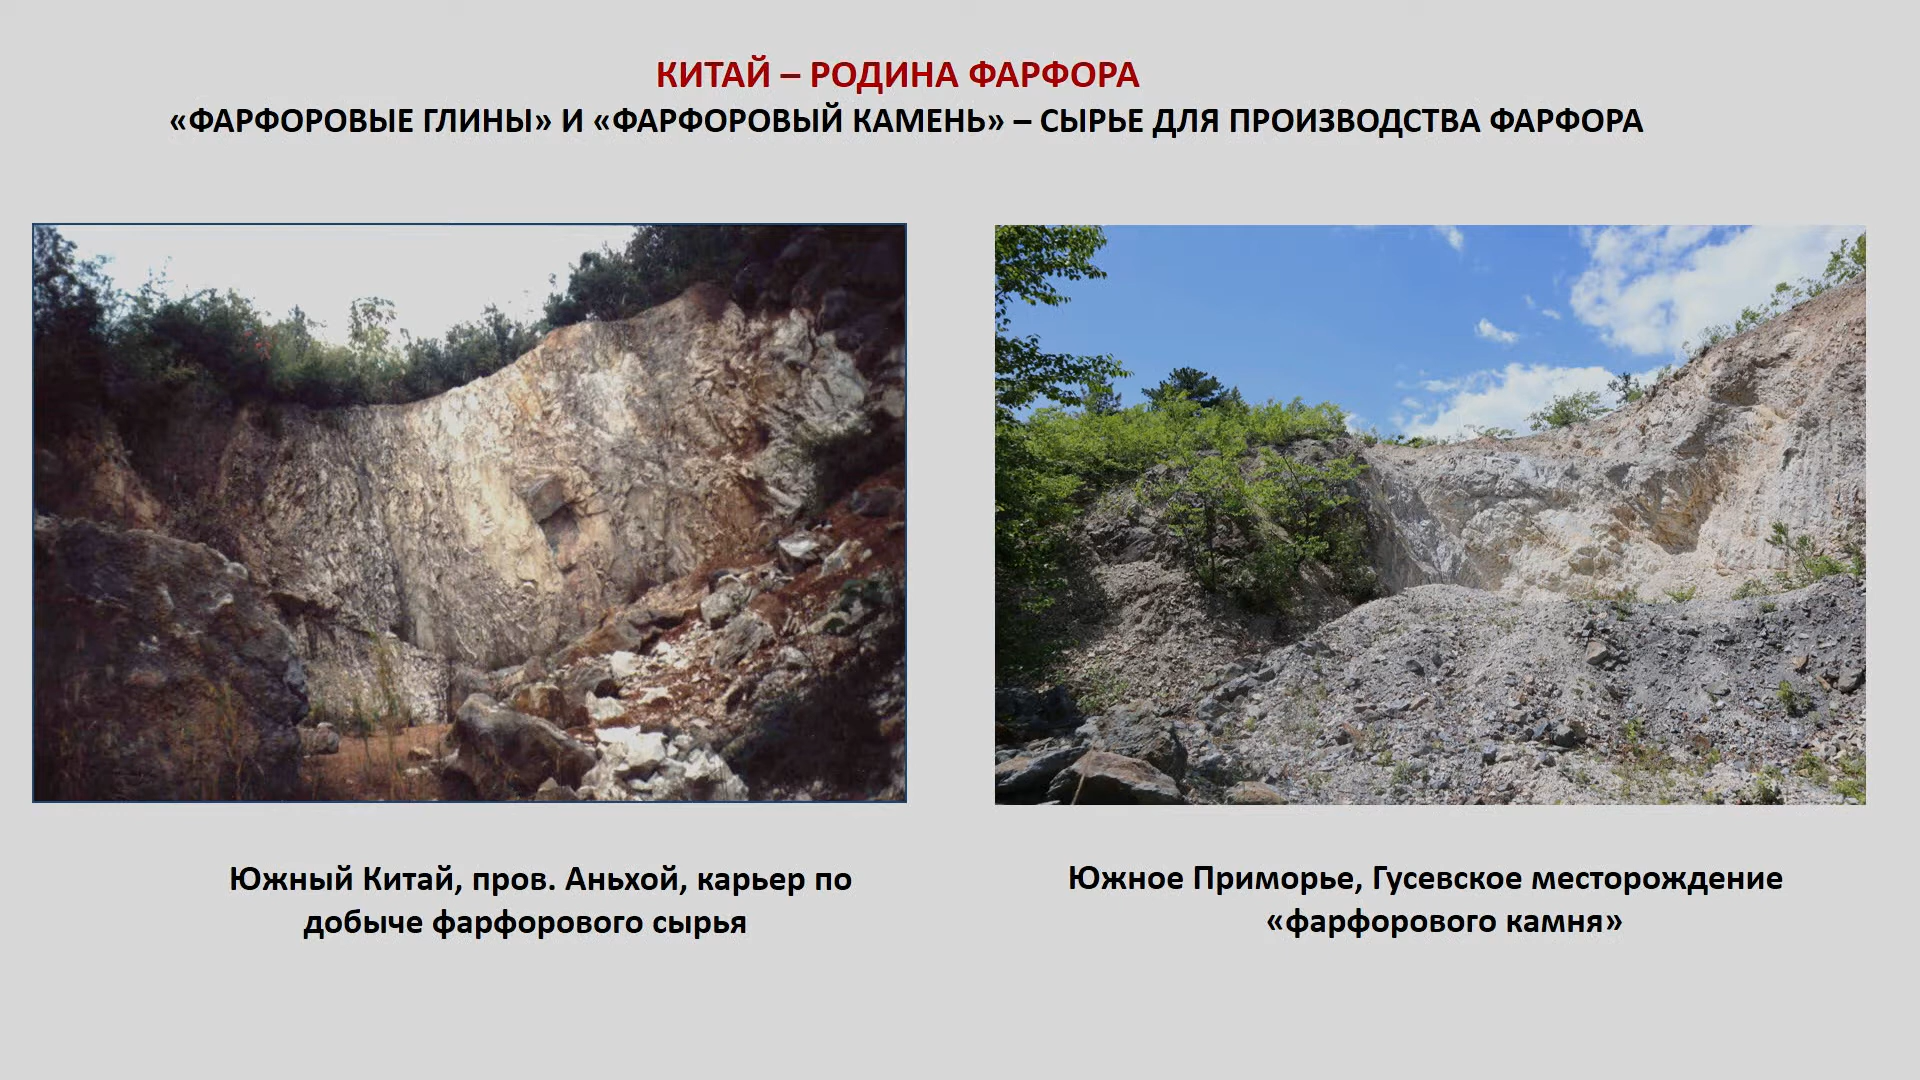 КИТАЙ – РОДИНА ФАРФОРА
«ФАРФОРОВЫЕ ГЛИНЫ» И «ФАРФОРОВЫЙ КАМЕНЬ» – СЫРЬЕ ДЛЯ ПРОИЗВОДСТВА ФАРФОРА
Южный Китай, пров. Аньхой, карьер по
добыче фарфорового сырья
Южное Приморье, Гусевское месторождение
«фарфорового камня»